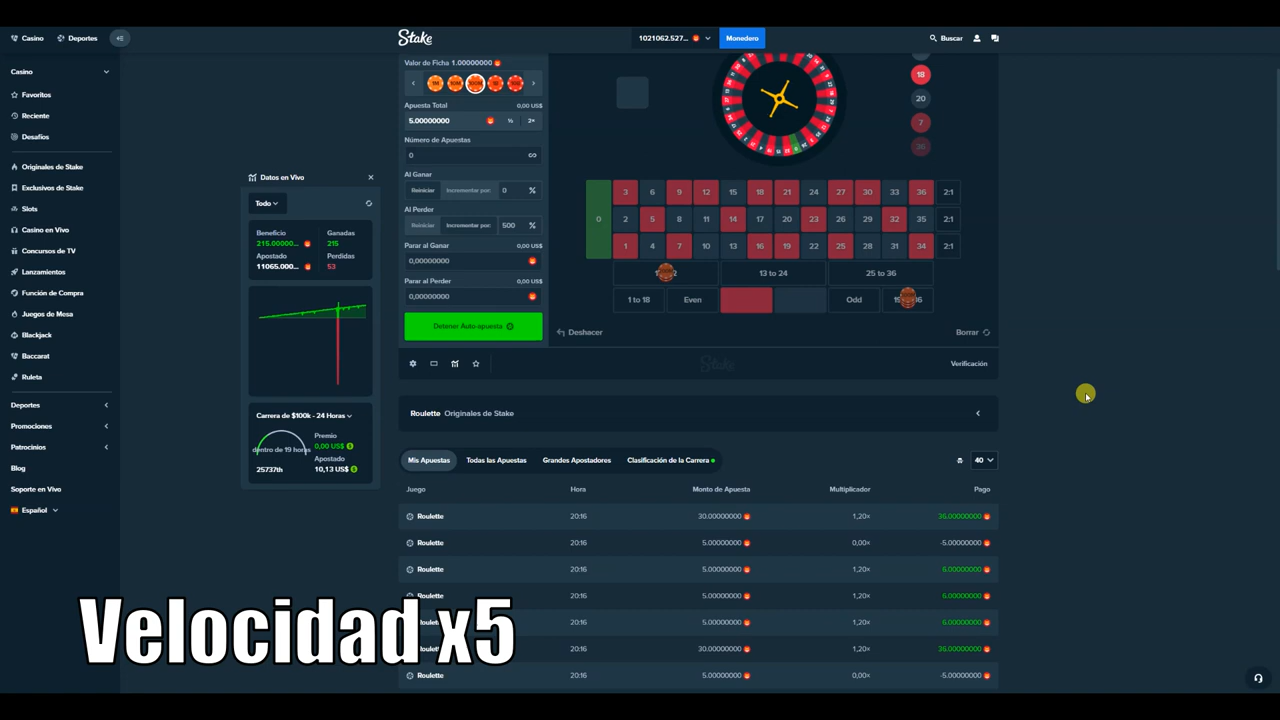 Casino
Deportes
Stake
1021062.527...
Monedero
Buscar
Casino
Favoritos
Reciente
Desafíos
Originales de Stake
Exclusivos de Stake
Slots
Casino en Vivo
Concursos de TV
Lanzamientos
Función de Compra
Juegos de Mesa
Blackjack
Baccarat
Ruleta
Deportes
Promociones
Patrocinios
Blog
Soporte en Vivo
Español
Datos en Vivo
Todo
Beneficio
215.00000...
Ganadas
215
Apostado
11065.000...
Perdidas
53
Carrera de $100k - 24 Horas
dentro de 19 horas
25737th
Premio
0,00 US$
Apostado
10,13 US$
Valor de Ficha 1.00000000
Apuesta Total 0,00 US$
5.00000000 ½ 2×
Número de Apuestas
0
Al Ganar
Reiniciar Incrementar por: 0 %
Al Perder
Reiniciar Incrementar por: 500 %
Parar al Ganar 0,00 US$
0,00000000
Parar al Perder 0,00 US$
0,00000000
Detener Auto apuesta
18
20
7
36
3 6 9 12 15 18 21 24 27 30 33 36 2:1
0 2 5 8 11 14 17 20 23 26 29 32 35 2:1
1 4 7 10 13 16 19 22 25 28 31 34 2:1
13 to 24 25 to 36
1 to 18 Even Odd
Deshacer
Borrar
Stake
Verificación
Roulette Originales de Stake
Mis Apuestas Todas las Apuestas Grandes Apostadores Clasificación de la Carrera 40
Juego Hora Monto de Apuesta Multiplicador Pago
Roulette 20:16 30.00000000 1,20× 36.00000000
Roulette 20:16 5.00000000 0,00× -5.00000000
Roulette 20:16 5.00000000 1,20× 6.00000000
Roulette 20:16 5.00000000 1,20× 6.00000000
Roulette 20:16 5.00000000 1,20× 6.00000000
Roulette 20:16 30.00000000 1,20× 36.00000000
Roulette 20:16 5.00000000 0,00× -5.00000000
Velocidad x5